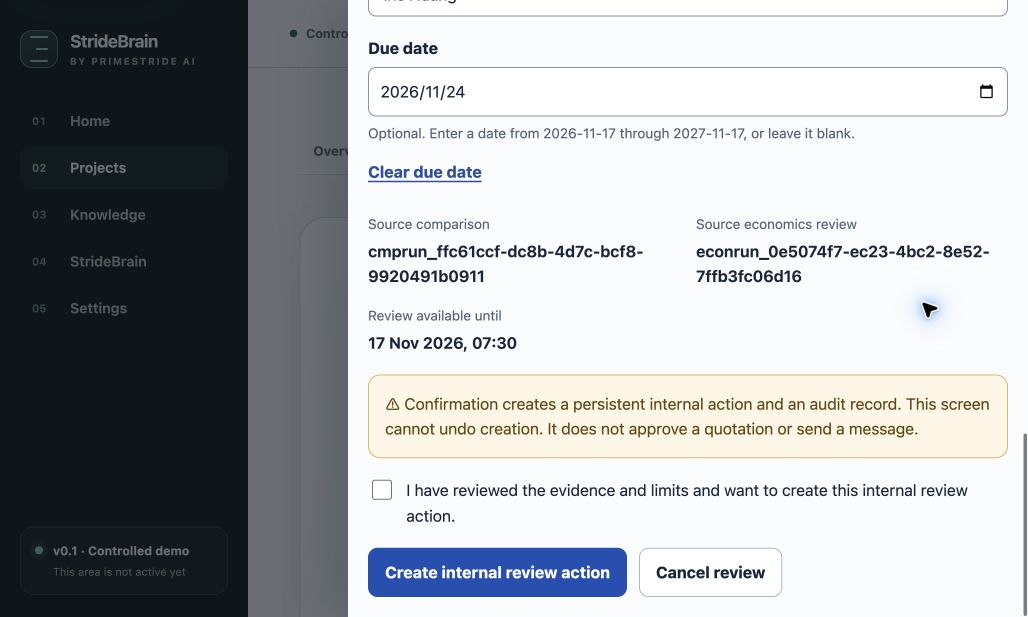 StrideBrain
BY PRIMESTRIDE AI
01 Home
02 Projects
03 Knowledge
04 StrideBrain
05 Settings
v0.1 · Controlled demo
This area is not active yet
Due date
2026/11/24
Optional. Enter a date from 2026-11-17 through 2027-11-17, or leave it blank.
Clear due date
Source comparison
cmprun_ffc61ccf-dc8b-4d7c-bcf8-
9920491b0911
Source economics review
econrun_0e5074f7-ec23-4bc2-8e52-
7ffb3fc06d16
Review available until
17 Nov 2026, 07:30
⚠ Confirmation creates a persistent internal action and an audit record. This screen
cannot undo creation. It does not approve a quotation or send a message.
I have reviewed the evidence and limits and want to create this internal review
action.
Create internal review action
Cancel review